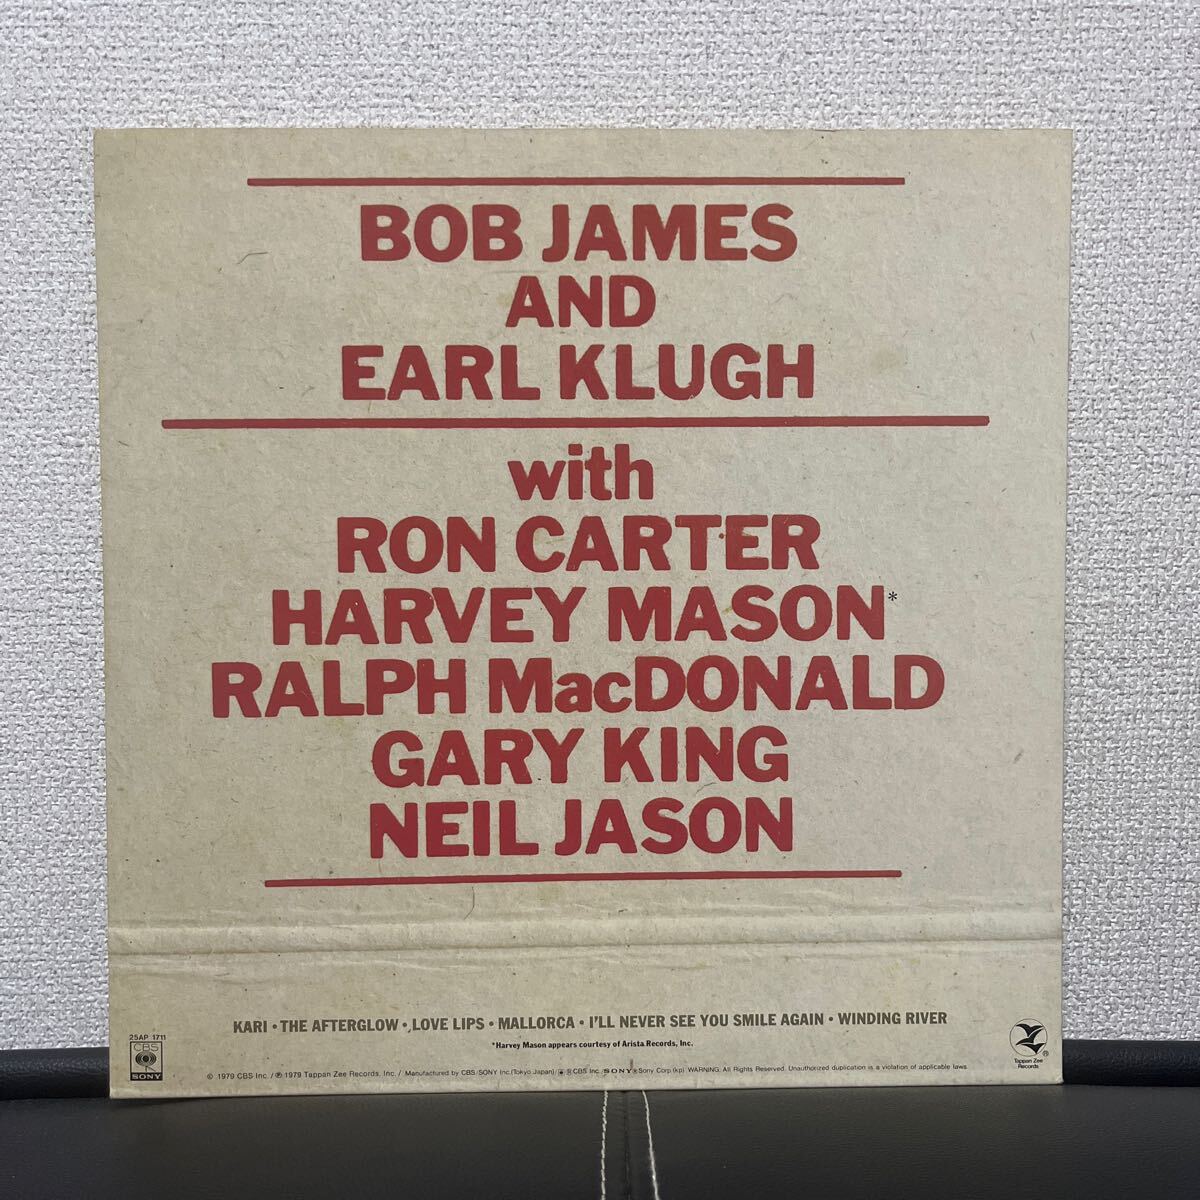 BOB JAMES
AND
EARL KLUGH
with
RON CARTER
HARVEY MASON*
RALPH MacDONALD
GARY KING
NEIL JASON
KARI • THE AFTERGLOW • LOVE LIPS • MALLORCA • I'LL NEVER SEE YOU SMILE AGAIN • WINDING RIVER
*Harvey Mason appears courtesy of Arista Records, Inc.
25AP 1711
CBS
SONY
Tappan Zee
Records
®
© 1979 CBS Inc. / ℗ 1979 Tappan Zee Records, Inc. / Manufactured by CBS/SONY Inc. (Tokyo Japan) / ® CBS Inc. SONY ® Sony Corp (kp) WARNING: All Rights Reserved. Unauthorized duplication is a violation of applicable laws.